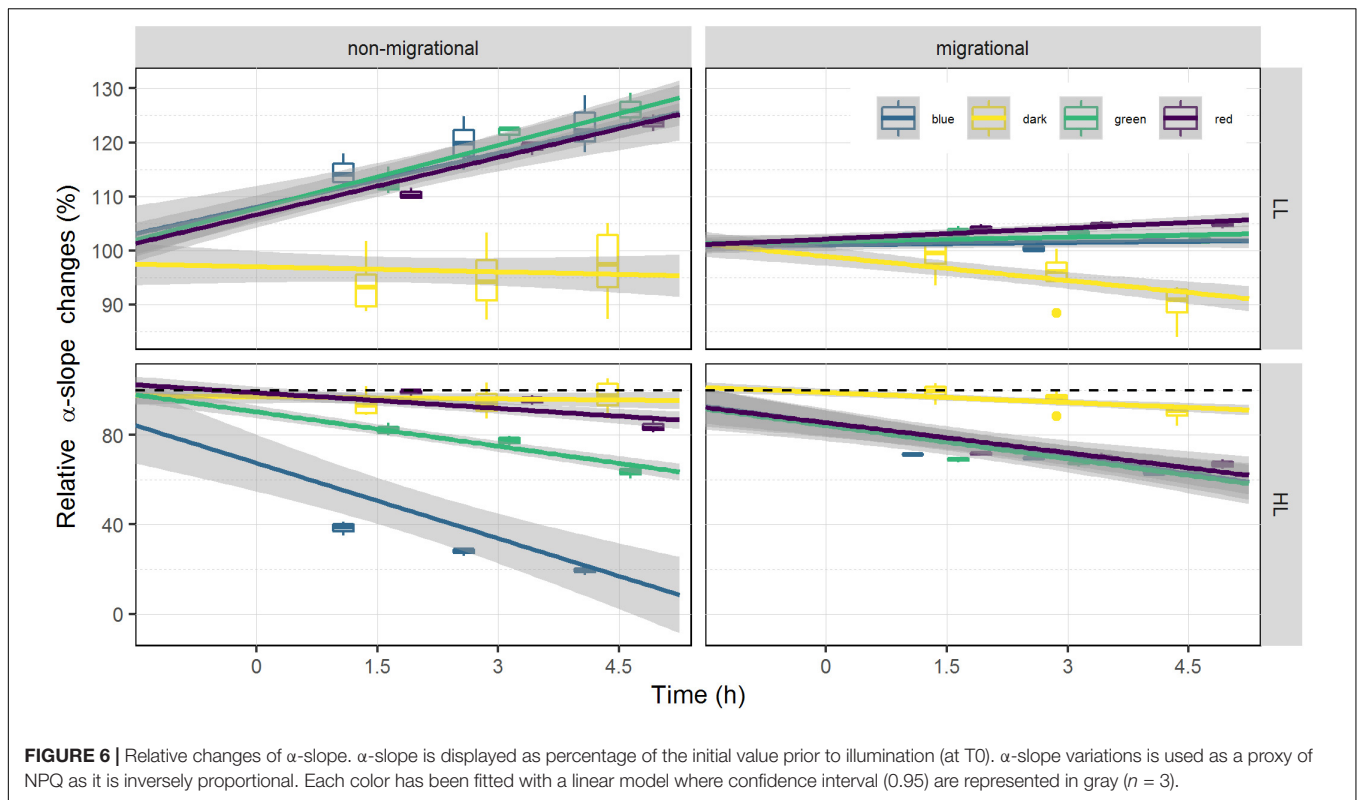 non-migrational
migrational
130
120
110
100
90
blue
dark
green
red
LL
80
40
0
HL
Relative α-slope changes (%)
Relative α-slope changes (%)
0
1.5
3
4.5
0
1.5
3
4.5
Time (h)
FIGURE 6 | Relative changes of α-slope. α-slope is displayed as percentage of the initial value prior to illumination (at T0). α-slope variations is used as a proxy of
NPQ as it is inversely proportional. Each color has been fitted with a linear model where confidence interval (0.95) are represented in gray (n = 3).